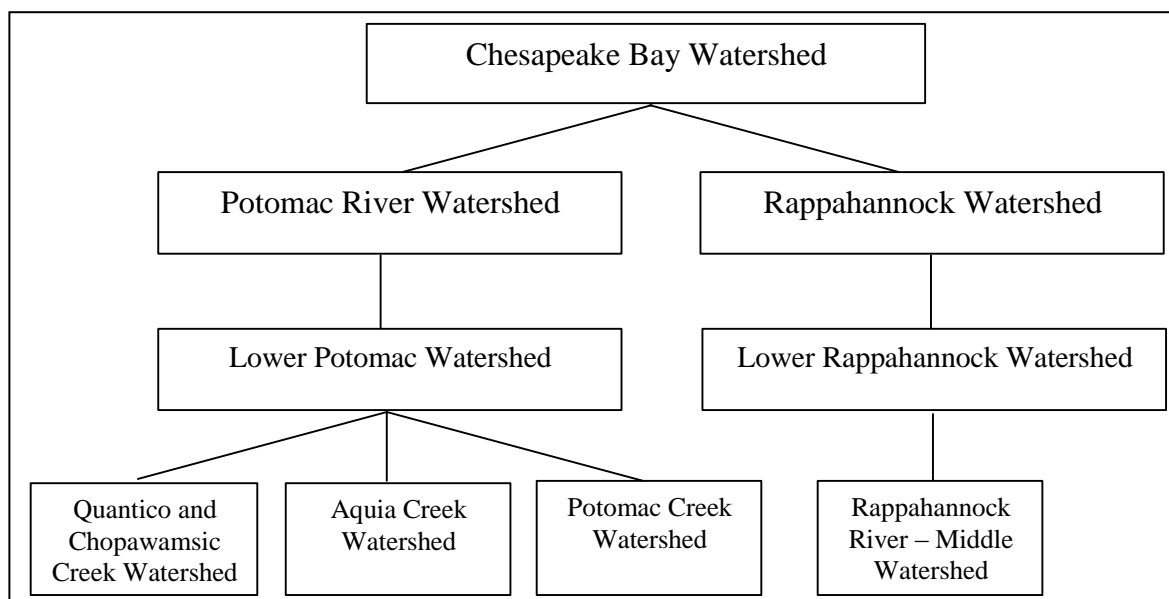 Chesapeake Bay Watershed
Potomac River Watershed
Rappahannock Watershed
Lower Potomac Watershed
Lower Rappahannock Watershed
Quantico and
Chopawamsic
Creek Watershed
Aquia Creek
Watershed
Potomac Creek
Watershed
Rappahannock
River – Middle
Watershed